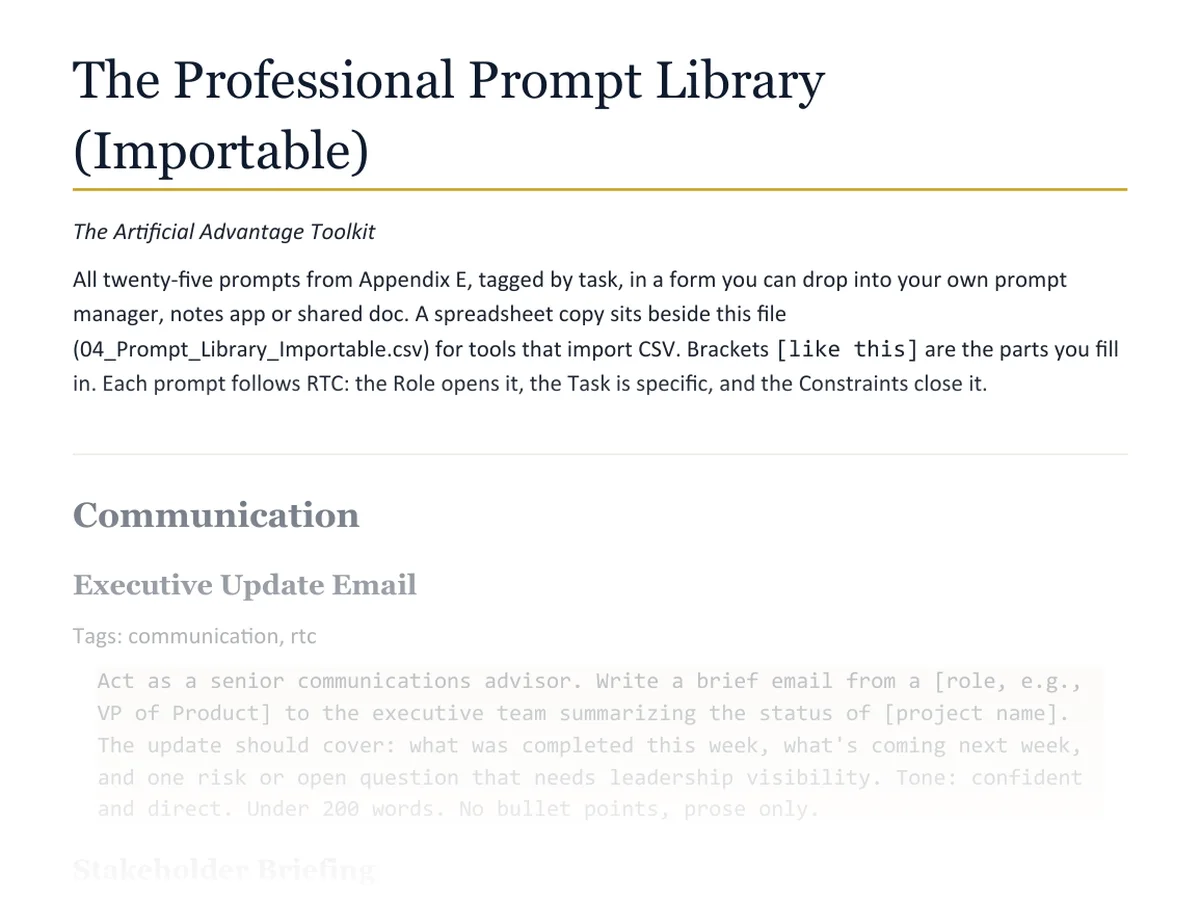 The Professional Prompt Library
(Importable)
The Artificial Advantage Toolkit
All twenty-five prompts from Appendix E, tagged by task, in a form you can drop into your own prompt
manager, notes app or shared doc. A spreadsheet copy sits beside this file
(04_Prompt_Library_Importable.csv) for tools that import CSV. Brackets [like this] are the parts you fill
in. Each prompt follows RTC: the Role opens it, the Task is specific, and the Constraints close it.
Communication
Executive Update Email
Tags: communication, rtc
Act as a senior communications advisor. Write a brief email from a [role, e.g.,
VP of Product] to the executive team summarizing the status of [project name].
The update should cover: what was completed this week, what's coming next week,
and one risk or open question that needs leadership visibility. Tone: confident
and direct. Under 200 words. No bullet points, prose only.
Stakeholder Briefing